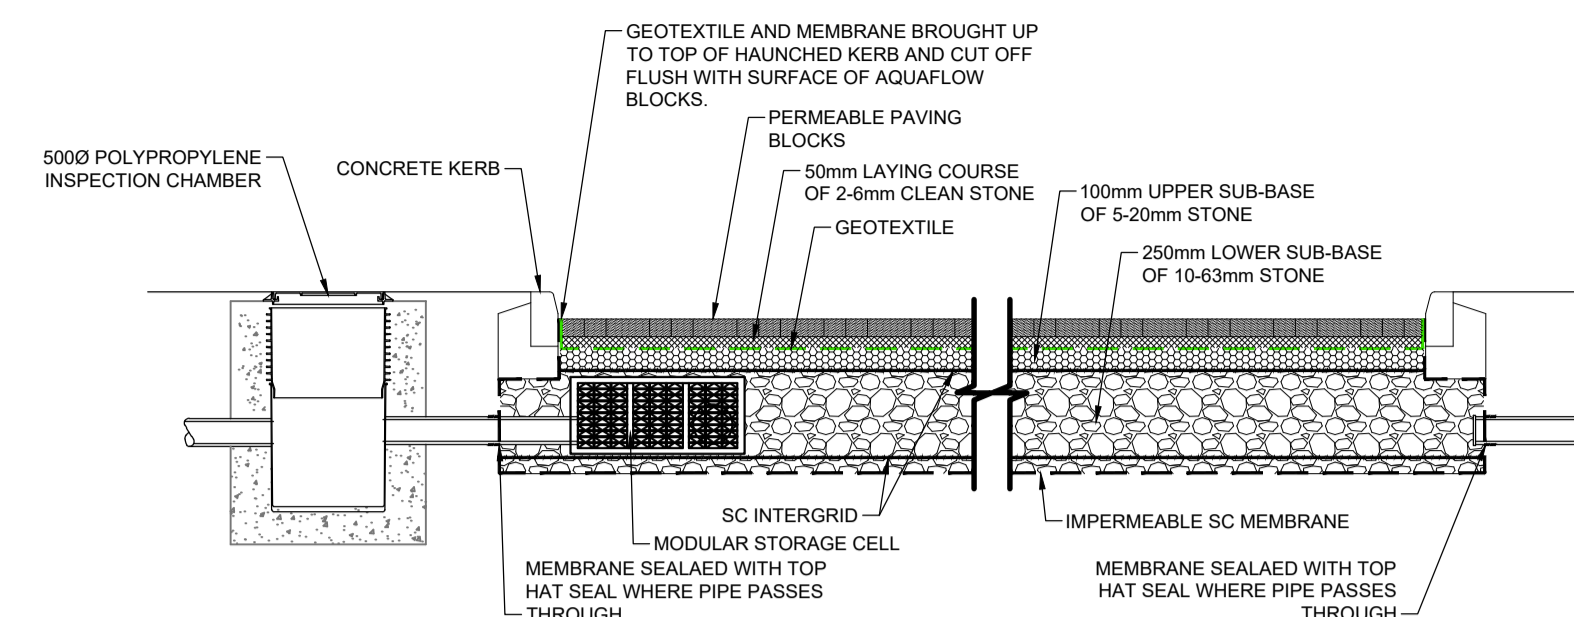 GEOTEXTILE AND MEMBRANE BROUGHT UP
TO TOP OF HAUNCHED KERB AND CUT OFF
FLUSH WITH SURFACE OF AQUAFLOW
BLOCKS.
PERMEABLE PAVING
BLOCKS
500Ø POLYPROPYLENE
INSPECTION CHAMBER
CONCRETE KERB
50mm LAYING COURSE
OF 2-6mm CLEAN STONE
100mm UPPER SUB-BASE
OF 5-20mm STONE
GEOTEXTILE
250mm LOWER SUB-BASE
OF 10-63mm STONE
SC INTERGRID
IMPERMEABLE SC MEMBRANE
MODULAR STORAGE CELL
MEMBRANE SEALAED WITH TOP
HAT SEAL WHERE PIPE PASSES
THROUGH
MEMBRANE SEALAED WITH TOP
HAT SEAL WHERE PIPE PASSES
THROUGH